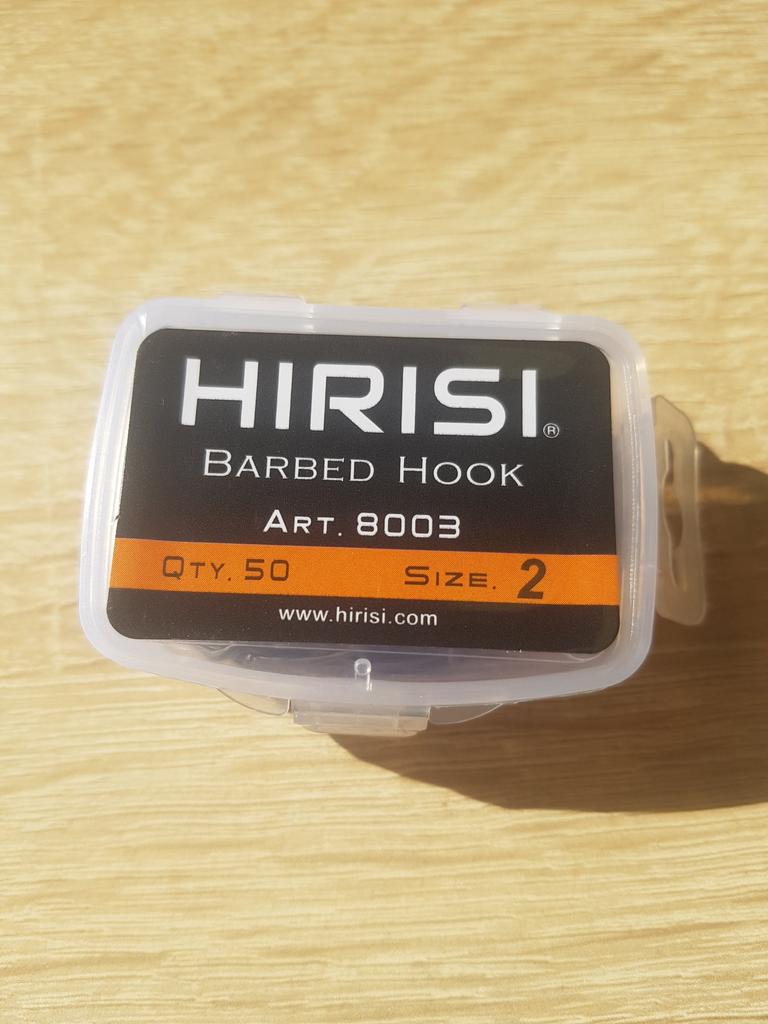 HIRISI®
BARBED HOOK
ART. 8003
QTY. 50 SIZE. 2
www.hirisi.com